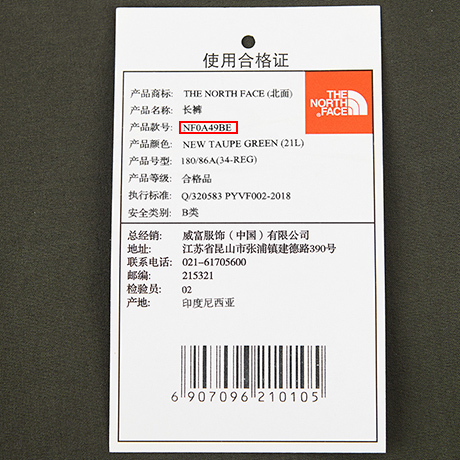 使用合格证
产品商标: THE NORTH FACE (北面)
产品名称: 长裤
产品款号: NF0A49BE
产品颜色: NEW TAUPE GREEN (21L)
产品号型: 180/86A(34-REG)
产品等级: 合格品
执行标准: Q/320583 PYVF002-2018
安全类别: B类
THE
NORTH
FACE
总经销: 威富服饰（中国）有限公司
地址: 江苏省昆山市张浦镇建德路390号
联系电话: 021-61705600
邮编: 215321
检验员: 02
产地: 印度尼西亚
6 907096 210105